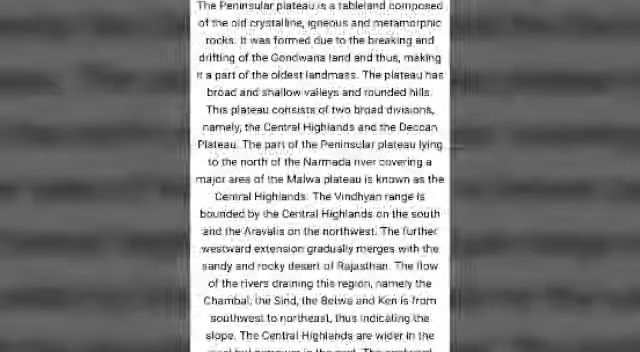 The Peninsular plateau is a tableland composed
of the old crystalline, igneous and metamorphic
rocks. It was formed due to the breaking and
drifting of the Gondwana land and thus, making
it a part of the oldest landmass. The plateau has
broad and shallow valleys and rounded hills.
This plateau consists of two broad divisions,
namely, the Central Highlands and the Deccan
Plateau. The part of the Peninsular plateau lying
to the north of the Narmada river covering a
major area of the Malwa plateau is known as the
Central Highlands. The Vindhyan range is
bounded by the Central Highlands on the south
and the Aravalis on the northwest. The further
westward extension gradually merges with the
sandy and rocky desert of Rajasthan. The flow
of the rivers draining this region, namely the
Chambal, the Sind, the Betwa and Ken is from
southwest to northeast, thus indicating the
slope. The Central Highlands are wider in the